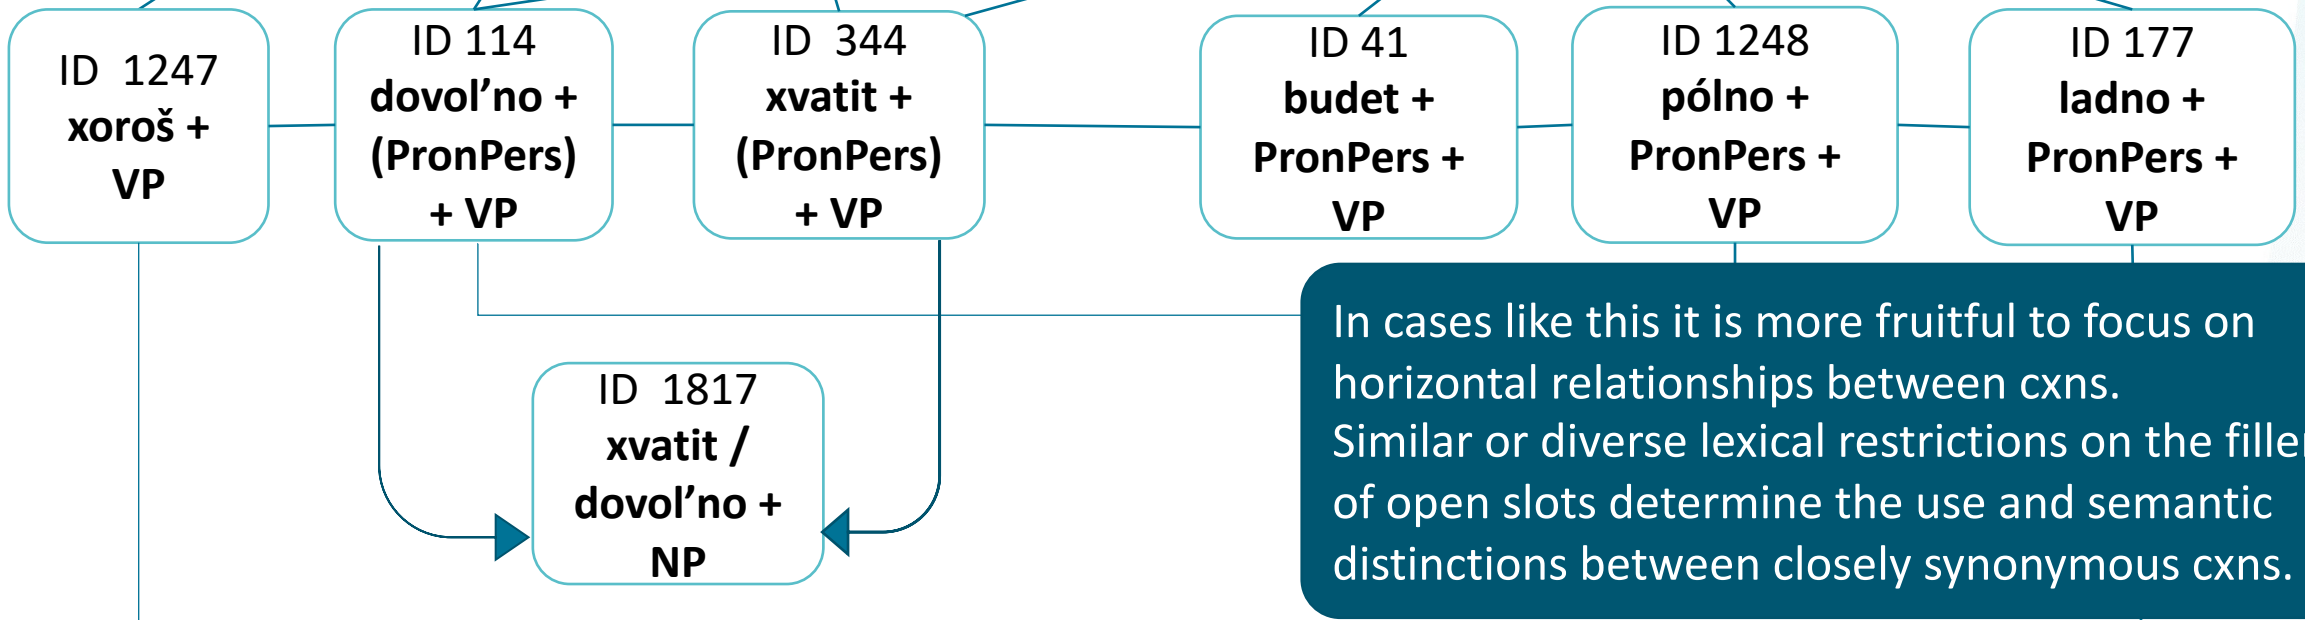 ID 1247
xoroš +
VP
ID 114
dovol’no +
(PronPers)
+ VP
ID 344
xvatit +
(PronPers)
+ VP
ID 41
budet +
PronPers +
VP
ID 1248
pólno +
PronPers +
VP
ID 177
ladno +
PronPers +
VP
ID 1817
xvatit /
dovol’no +
NP
In cases like this it is more fruitful to focus on
horizontal relationships between cxns.
Similar or diverse lexical restrictions on the
of open slots determine the use and semantic
distinctions between closely synonymous cxns.